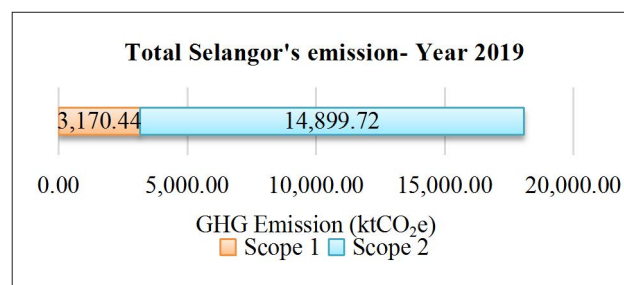 Total Selangor's emission- Year 2019
3,170.44 14,899.72
0.00 5,000.00 10,000.00 15,000.00 20,000.00
GHG Emission (ktCO₂e)
Scope 1 Scope 2